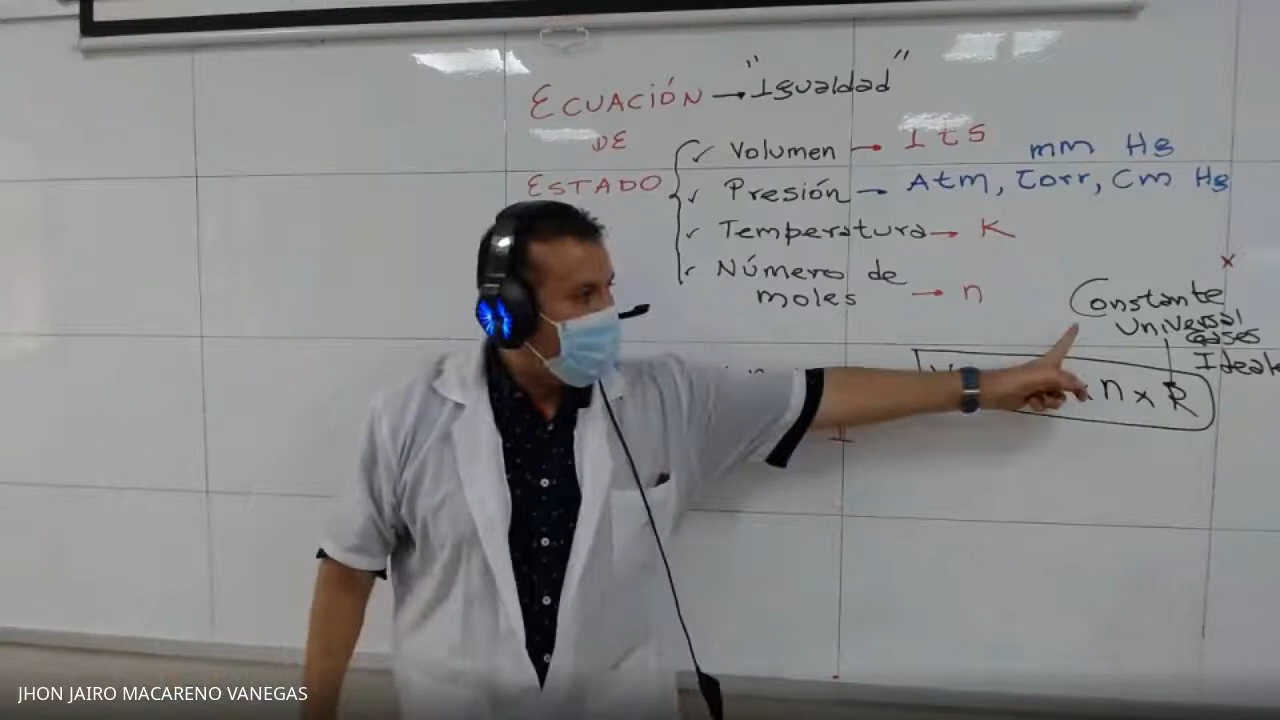 ECUACIÓN → "Igualdad"
DE
ESTADO
✓ Volumen → lts
mm Hg
✓ Presión → Atm, Torr, Cm Hg
✓ Temperatura → K
✓ Número de
moles → n
x
Constante
Universal
Gases
n x R
JHON JAIRO MACARENO VANEGAS